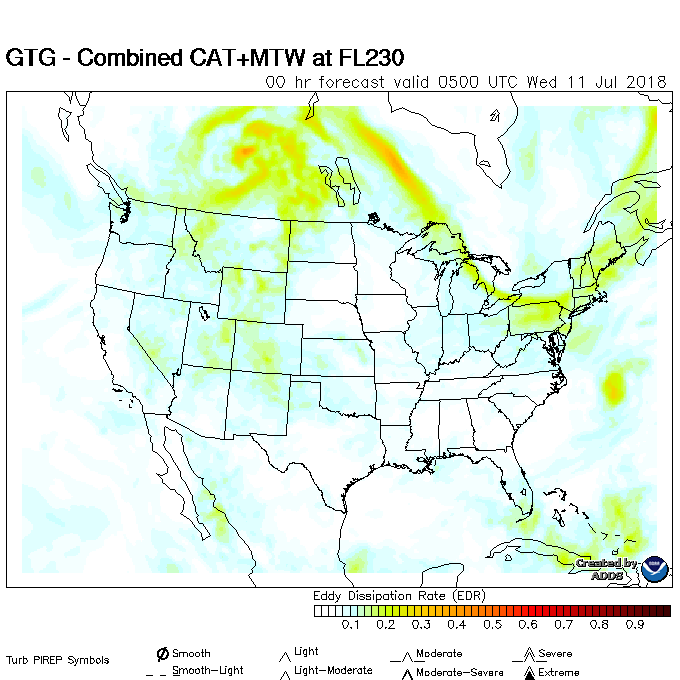 GTG - Combined CAT+MTW at FL230
00 hr forecast valid 0500 UTC Wed 11 Jul 2018
Created by
ADDS
Eddy Dissipation Rate (EDR)
0.1 0.2 0.3 0.4 0.5 0.6 0.7 0.8 0.9
Turb PIREP Symbols
Smooth Light Moderate Severe
Smooth-Light Light-Moderate Moderate-Severe Extreme